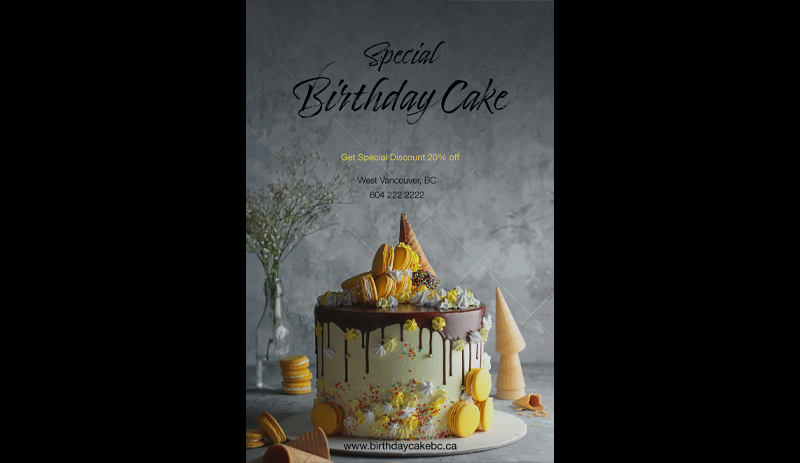 Special
Birthday Cake
Get Special Discount 20% off
West Vancouver, BC
604 222 2222
www.birthdaycakebc.ca